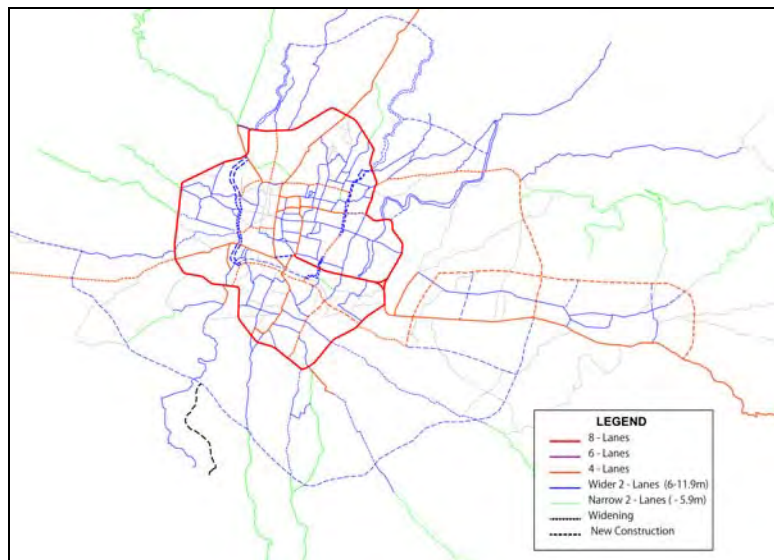 LEGEND
8 - Lanes
6 - Lanes
4 - Lanes
Wider 2 - Lanes (6-11.9m)
Narrow 2 - Lanes ( - 5.9m)
Widening
New Construction